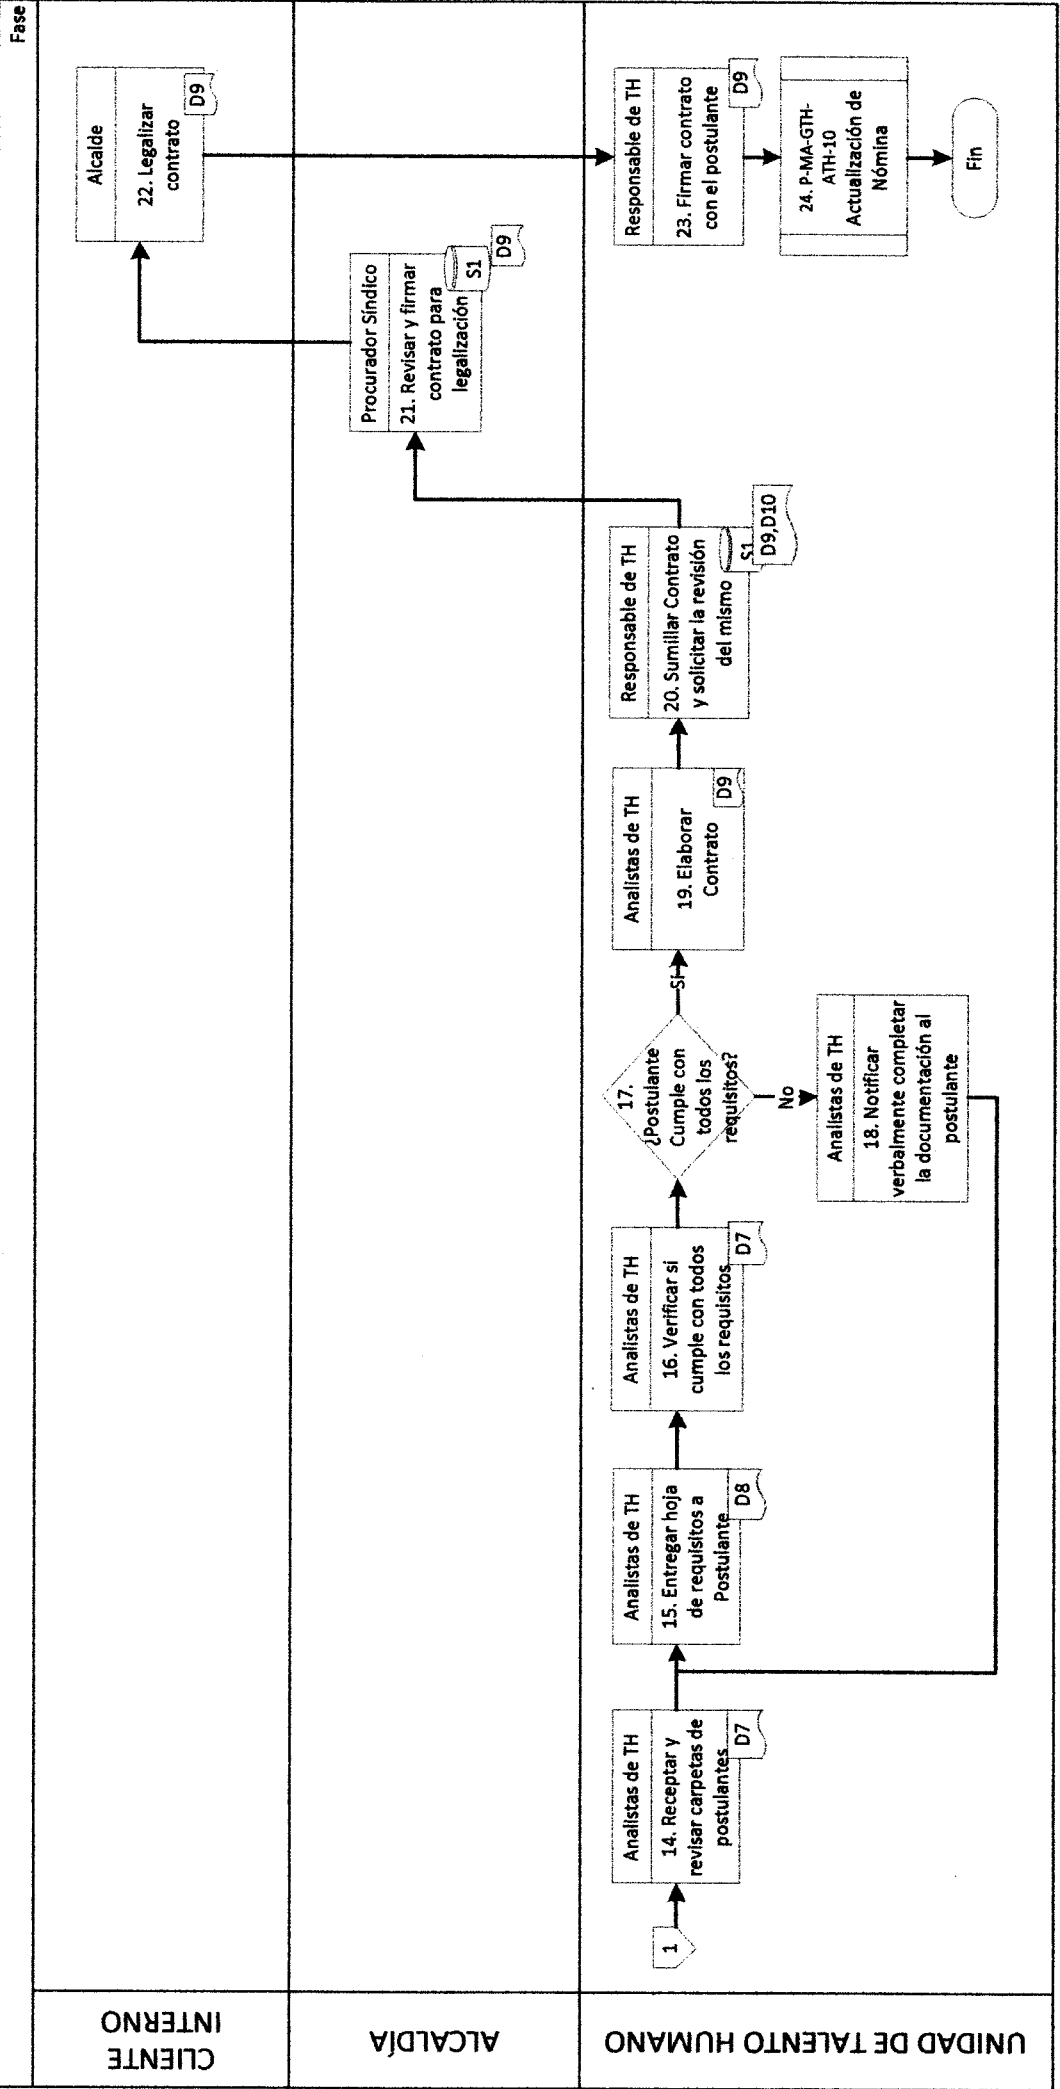 Fase
CLIENTE
INTERNO
Alcalde
22. Legalizar
contrato
D9
ALCALDÍA
Procurador Síndico
21. Revisar y firmar
contrato para
legalización
S1
D9
UNIDAD DE TALENTO HUMANO
1
Analistas de TH
14. Receptar y
revisar carpetas de
postulantes
D7
Analistas de TH
15. Entregar hoja
de requisitos a
Postulante
D8
Analistas de TH
16. Verificar si
cumple con todos
los requisitos
D7
17.
¿Postulante
Cumple con
todos los
requisitos?
Si
No
Analistas de TH
18. Notificar
verbalmente completar
la documentación al
postulante
Analistas de TH
19. Elaborar
Contrato
D9
Responsable de TH
20. Sumillar Contrato
y solicitar la revisión
del mismo
S1
D9,D10
Responsable de TH
23. Firmar contrato
con el postulante
D9
24. P-MA-GTH-
ATH-10
Actualización de
Nómina
Fin